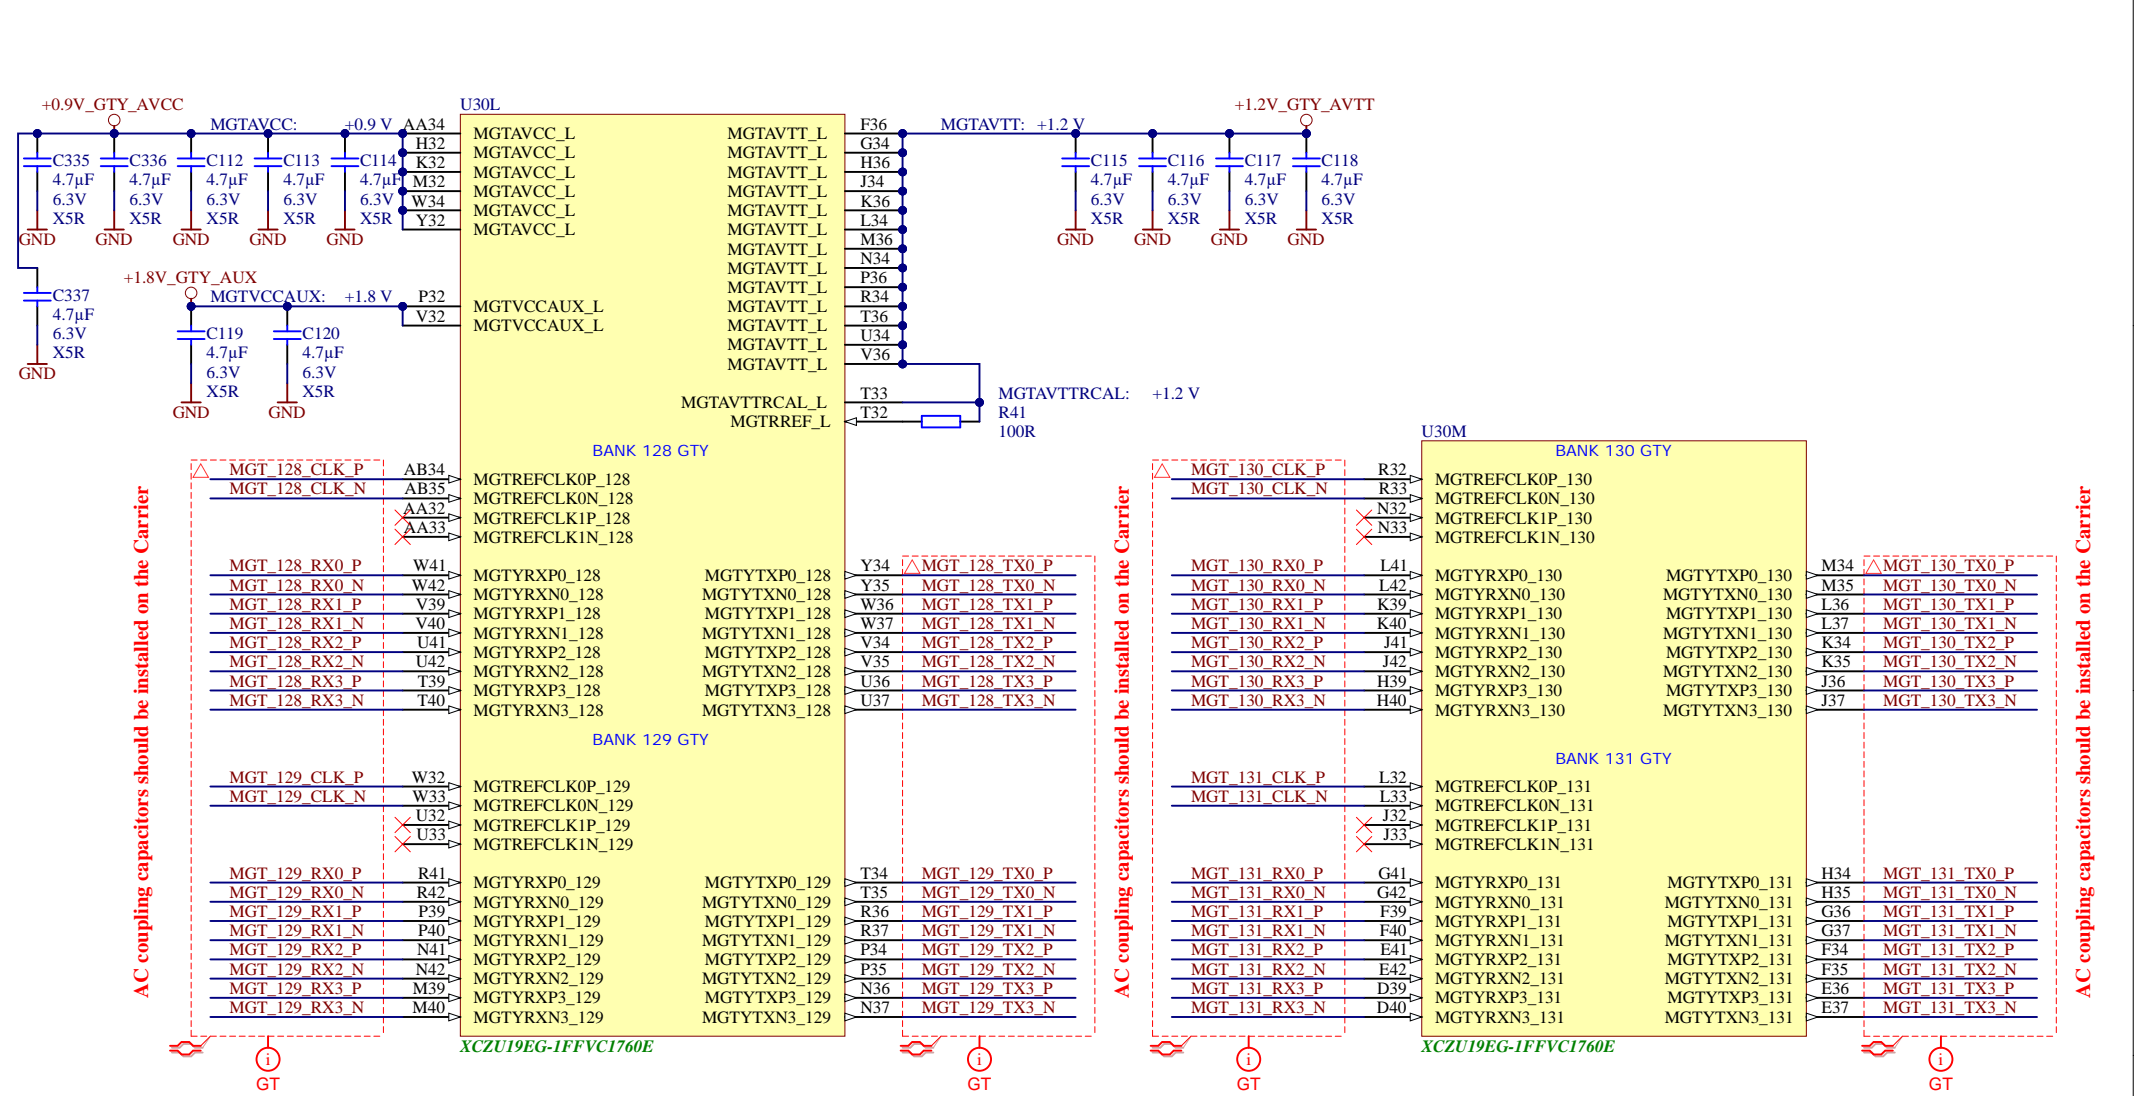 +0.9V_GTY_AVCC
MGTAVCC: +0.9 V
C335
4.7µF
6.3V
X5R
GND
C336
4.7µF
6.3V
X5R
GND
C112
4.7µF
6.3V
X5R
GND
C113
4.7µF
6.3V
X5R
GND
C114
4.7µF
6.3V
X5R
GND
C337
4.7µF
6.3V
X5R
GND
+1.8V_GTY_AUX
MGTVCCAUX: +1.8 V
C119
4.7µF
6.3V
X5R
GND
C120
4.7µF
6.3V
X5R
GND
U30L
AA34 MGTAVCC_L
H32 MGTAVCC_L
K32 MGTAVCC_L
M32 MGTAVCC_L
W34 MGTAVCC_L
Y32 MGTAVCC_L
P32 MGTVCCAUX_L
V32 MGTVCCAUX_L
MGTAVTT_L F36
MGTAVTT_L G34
MGTAVTT_L H36
MGTAVTT_L J34
MGTAVTT_L K36
MGTAVTT_L L34
MGTAVTT_L M36
MGTAVTT_L N34
MGTAVTT_L P36
MGTAVTT_L R34
MGTAVTT_L T36
MGTAVTT_L U34
MGTAVTT_L V36
MGTAVTTRCAL_L T33
MGTRREF_L T32
MGTAVTT: +1.2 V
+1.2V_GTY_AVTT
C115
4.7µF
6.3V
X5R
GND
C116
4.7µF
6.3V
X5R
GND
C117
4.7µF
6.3V
X5R
GND
C118
4.7µF
6.3V
X5R
GND
MGTAVTTRCAL: +1.2 V
R41
100R
AC coupling capacitors should be installed on the Carrier
BANK 128 GTY
MGT_128_CLK_P AB34 MGTREFCLK0P_128
MGT_128_CLK_N AB35 MGTREFCLK0N_128
AA32 MGTREFCLK1P_128
AA33 MGTREFCLK1N_128
MGT_128_RX0_P W41 MGTYRXP0_128 MGTYTXP0_128 Y34 MGT_128_TX0_P
MGT_128_RX0_N W42 MGTYRXN0_128 MGTYTXN0_128 Y35 MGT_128_TX0_N
MGT_128_RX1_P V39 MGTYRXP1_128 MGTYTXP1_128 W36 MGT_128_TX1_P
MGT_128_RX1_N V40 MGTYRXN1_128 MGTYTXN1_128 W37 MGT_128_TX1_N
MGT_128_RX2_P U41 MGTYRXP2_128 MGTYTXP2_128 V34 MGT_128_TX2_P
MGT_128_RX2_N U42 MGTYRXN2_128 MGTYTXN2_128 V35 MGT_128_TX2_N
MGT_128_RX3_P T39 MGTYRXP3_128 MGTYTXP3_128 U36 MGT_128_TX3_P
MGT_128_RX3_N T40 MGTYRXN3_128 MGTYTXN3_128 U37 MGT_128_TX3_N
BANK 129 GTY
MGT_129_CLK_P W32 MGTREFCLK0P_129
MGT_129_CLK_N W33 MGTREFCLK0N_129
U32 MGTREFCLK1P_129
U33 MGTREFCLK1N_129
MGT_129_RX0_P R41 MGTYRXP0_129 MGTYTXP0_129 T34 MGT_129_TX0_P
MGT_129_RX0_N R42 MGTYRXN0_129 MGTYTXN0_129 T35 MGT_129_TX0_N
MGT_129_RX1_P P39 MGTYRXP1_129 MGTYTXP1_129 R36 MGT_129_TX1_P
MGT_129_RX1_N P40 MGTYRXN1_129 MGTYTXN1_129 R37 MGT_129_TX1_N
MGT_129_RX2_P N41 MGTYRXP2_129 MGTYTXP2_129 P34 MGT_129_TX2_P
MGT_129_RX2_N N42 MGTYRXN2_129 MGTYTXN2_129 P35 MGT_129_TX2_N
MGT_129_RX3_P M39 MGTYRXP3_129 MGTYTXP3_129 N36 MGT_129_TX3_P
MGT_129_RX3_N M40 MGTYRXN3_129 MGTYTXN3_129 N37 MGT_129_TX3_N
XCZU19EG-1FFVC1760E
i
GT
i
GT
AC coupling capacitors should be installed on the Carrier
U30M
BANK 130 GTY
MGT_130_CLK_P R32 MGTREFCLK0P_130
MGT_130_CLK_N R33 MGTREFCLK0N_130
N32 MGTREFCLK1P_130
N33 MGTREFCLK1N_130
MGT_130_RX0_P L41 MGTYRXP0_130 MGTYTXP0_130 M34 MGT_130_TX0_P
MGT_130_RX0_N L42 MGTYRXN0_130 MGTYTXN0_130 M35 MGT_130_TX0_N
MGT_130_RX1_P K39 MGTYRXP1_130 MGTYTXP1_130 L36 MGT_130_TX1_P
MGT_130_RX1_N K40 MGTYRXN1_130 MGTYTXN1_130 L37 MGT_130_TX1_N
MGT_130_RX2_P J41 MGTYRXP2_130 MGTYTXP2_130 K34 MGT_130_TX2_P
MGT_130_RX2_N J42 MGTYRXN2_130 MGTYTXN2_130 K35 MGT_130_TX2_N
MGT_130_RX3_P H39 MGTYRXP3_130 MGTYTXP3_130 J36 MGT_130_TX3_P
MGT_130_RX3_N H40 MGTYRXN3_130 MGTYTXN3_130 J37 MGT_130_TX3_N
BANK 131 GTY
MGT_131_CLK_P L32 MGTREFCLK0P_131
MGT_131_CLK_N L33 MGTREFCLK0N_131
J32 MGTREFCLK1P_131
J33 MGTREFCLK1N_131
MGT_131_RX0_P G41 MGTYRXP0_131 MGTYTXP0_131 H34 MGT_131_TX0_P
MGT_131_RX0_N G42 MGTYRXN0_131 MGTYTXN0_131 H35 MGT_131_TX0_N
MGT_131_RX1_P F39 MGTYRXP1_131 MGTYTXP1_131 G36 MGT_131_TX1_P
MGT_131_RX1_N F40 MGTYRXN1_131 MGTYTXN1_131 G37 MGT_131_TX1_N
MGT_131_RX2_P E41 MGTYRXP2_131 MGTYTXP2_131 F34 MGT_131_TX2_P
MGT_131_RX2_N E42 MGTYRXN2_131 MGTYTXN2_131 F35 MGT_131_TX2_N
MGT_131_RX3_P D39 MGTYRXP3_131 MGTYTXP3_131 E36 MGT_131_TX3_P
MGT_131_RX3_N D40 MGTYRXN3_131 MGTYTXN3_131 E37 MGT_131_TX3_N
XCZU19EG-1FFVC1760E
i
GT
i
GT
AC coupling capacitors should be installed on the Carrier